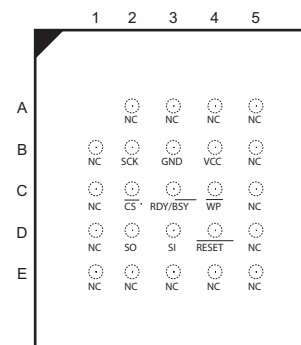 1 2 3 4 5
A
NC NC NC NC
B
NC SCK GND VCC NC
C
NC CS RDY/BSY WP NC
D
NC SO SI RESET NC
E
NC NC NC NC NC